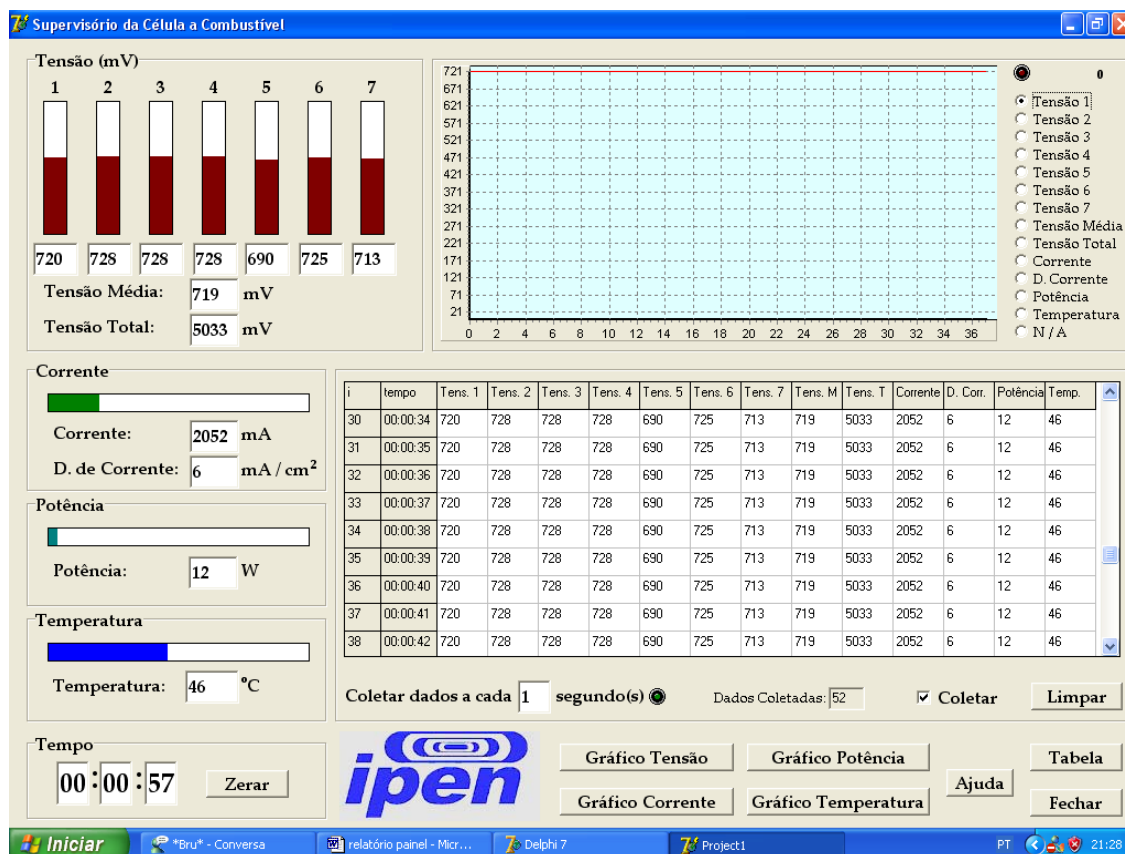 Supervisório da Célula a Combustível
Tensão (mV)
1 2 3 4 5 6 7
720 728 728 728 690 725 713
Tensão Média: 719 mV
Tensão Total: 5033 mV
721
671
621
571
521
471
421
371
321
271
221
171
121
71
21
0 2 4 6 8 10 12 14 16 18 20 22 24 26 28 30 32 34 36
0
Tensão 1
Tensão 2
Tensão 3
Tensão 4
Tensão 5
Tensão 6
Tensão 7
Tensão Média
Tensão Total
Corrente
D. Corrente
Potência
Temperatura
N / A
Corrente
Corrente: 2052 mA
D. de Corrente: 6 mA / cm²
Potência
Potência: 12 W
Temperatura
Temperatura: 46 °C
i tempo Tens. 1 Tens. 2 Tens. 3 Tens. 4 Tens. 5 Tens. 6 Tens. 7 Tens. M Tens. T Corrente D. Corr. Potência Temp.
30 00:00:34 720 728 728 728 690 725 713 719 5033 2052 6 12 46
31 00:00:35 720 728 728 728 690 725 713 719 5033 2052 6 12 46
32 00:00:36 720 728 728 728 690 725 713 719 5033 2052 6 12 46
33 00:00:37 720 728 728 728 690 725 713 719 5033 2052 6 12 46
34 00:00:38 720 728 728 728 690 725 713 719 5033 2052 6 12 46
35 00:00:39 720 728 728 728 690 725 713 719 5033 2052 6 12 46
36 00:00:40 720 728 728 728 690 725 713 719 5033 2052 6 12 46
37 00:00:41 720 728 728 728 690 725 713 719 5033 2052 6 12 46
38 00:00:42 720 728 728 728 690 725 713 719 5033 2052 6 12 46
Coletar dados a cada 1 segundo(s) Dados Coletadas: 52 Coletar Limpar
Tempo
00:00:57 Zerar
ipen
Gráfico Tensão Gráfico Potência Tabela
Ajuda
Gráfico Corrente Gráfico Temperatura Fechar
Iniciar *Bru* - Conversa relatório painel - Micr... Delphi 7 Project1 PT 21:28